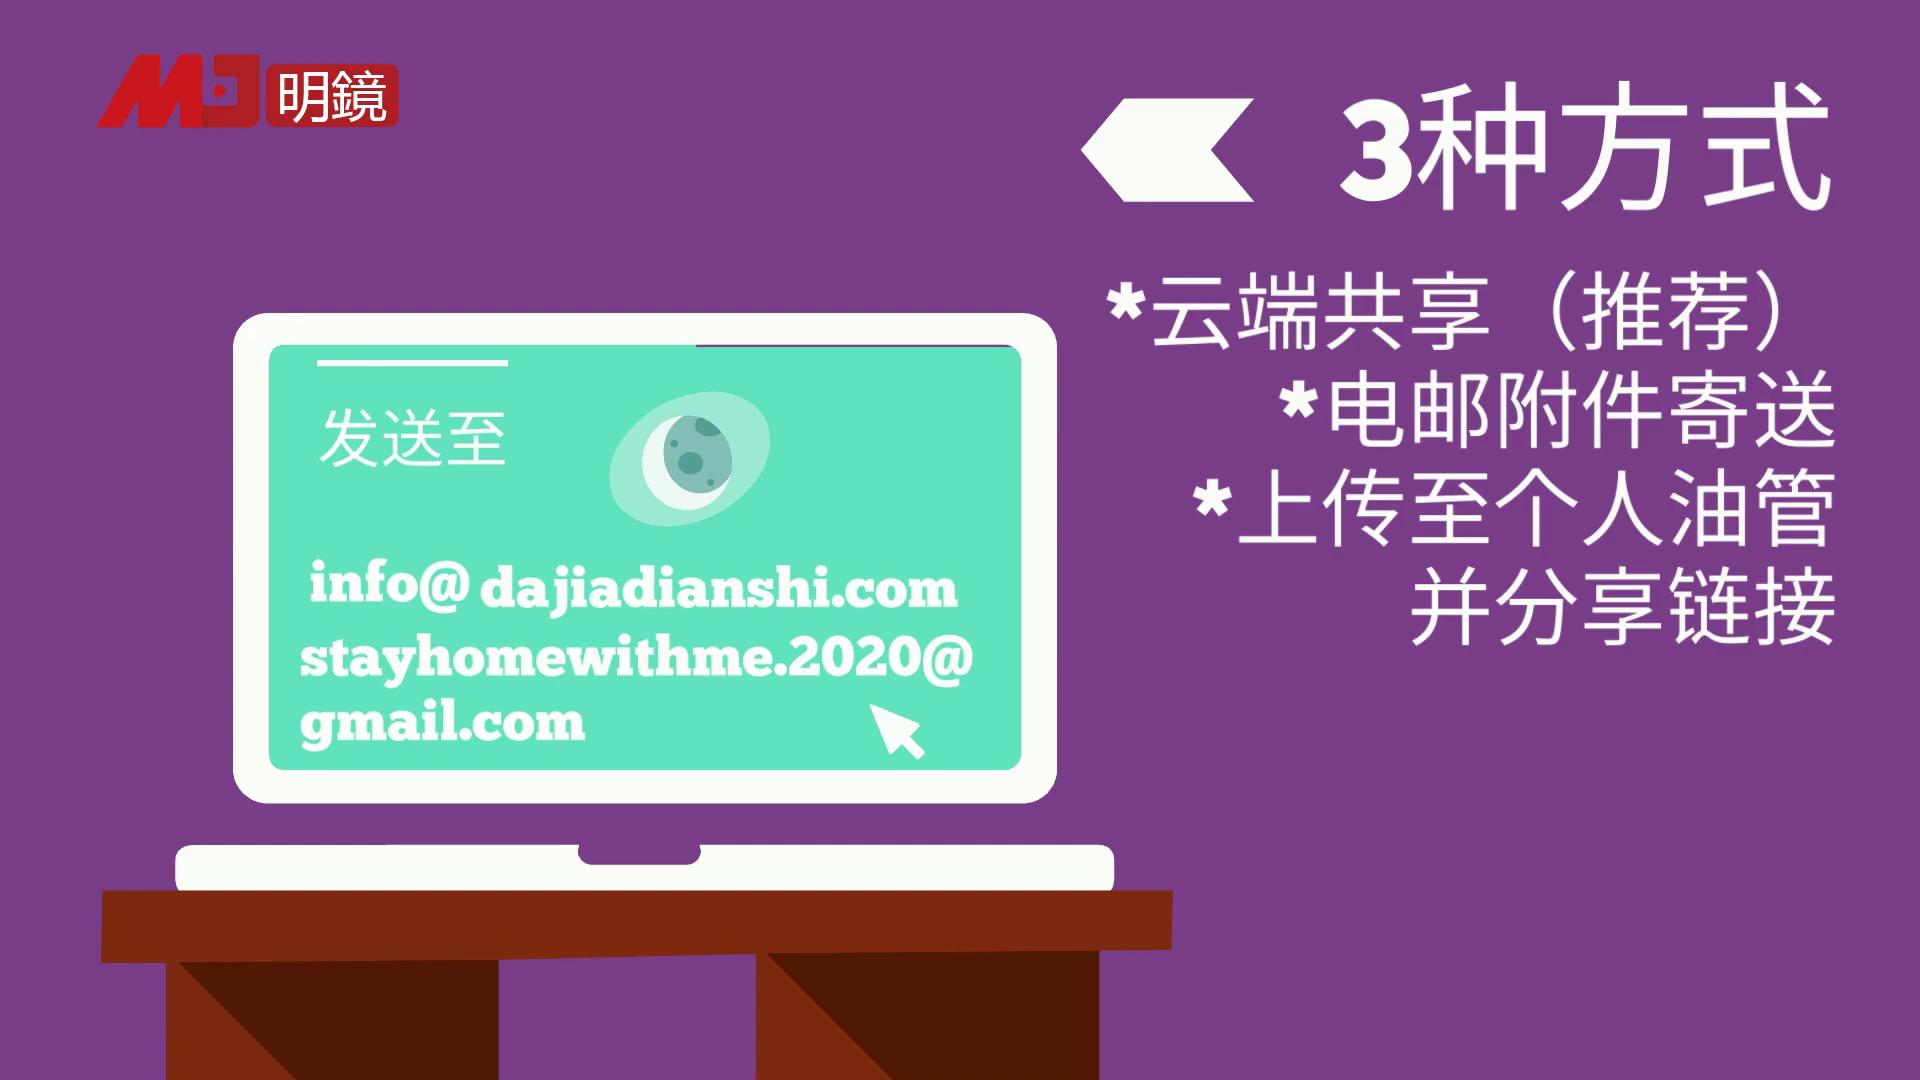 明鏡
3种方式
*云端共享（推荐）
*电邮附件寄送
*上传至个人油管
并分享链接
发送至
info@dajiadianshi.com
stayhomewithme.2020@
gmail.com